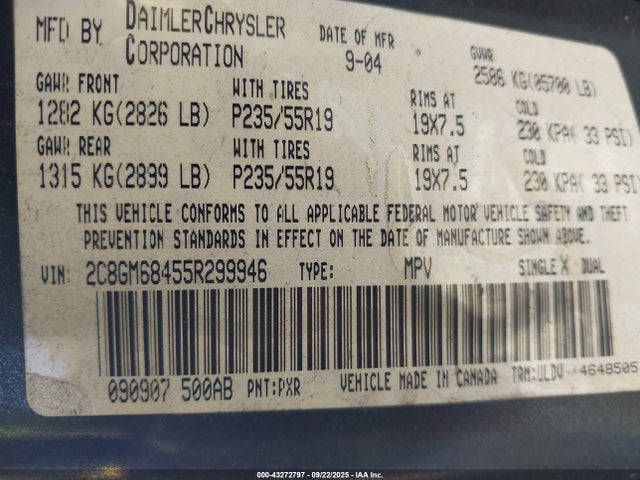 MFD BY DAIMLERCHRYSLER CORPORATION DATE OF MFR 9-04 GVWR 2586 KG(05700 LB)
GAWR FRONT WITH TIRES RIMS AT COLD
1282 KG(2826 LB) P235/55R19 19X7.5 230 KPA( 33 PSI)
GAWR REAR WITH TIRES RIMS AT COLD
1315 KG(2899 LB) P235/55R19 19X7.5 230 KPA( 33 PSI)
THIS VEHICLE CONFORMS TO ALL APPLICABLE FEDERAL MOTOR VEHICLE SAFETY AND THEFT
PREVENTION STANDARDS IN EFFECT ON THE DATE OF MANUFACTURE SHOWN ABOVE.
VIN: 2C8GM68455R299946 TYPE: MPV SINGLE X DUAL
090907 500AB PNT:PXR VEHICLE MADE IN CANADA TRM:ULDV 4648505
000-43272797 - 09/22/2025 - IAAI.COM